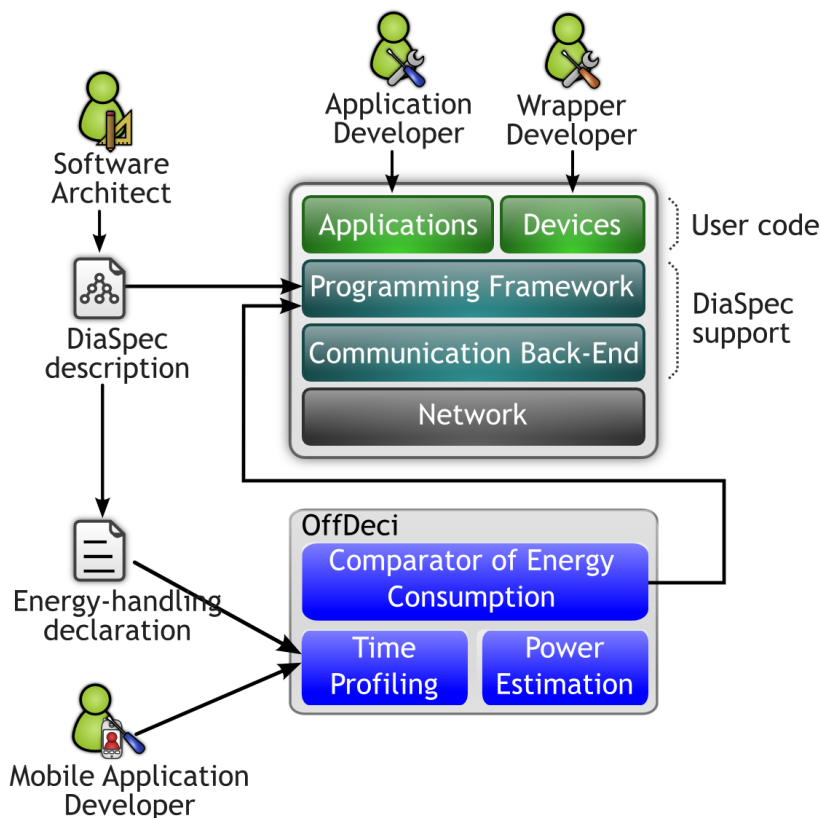 Application
Developer
Wrapper
Developer
Software
Architect
Applications
Devices
User code
Programming Framework
DiaSpec
support
DiaSpec
description
Communication Back-End
Network
OffDeci
Comparator of Energy
Consumption
Energy-handling
declaration
Time
Profiling
Power
Estimation
Mobile Application
Developer